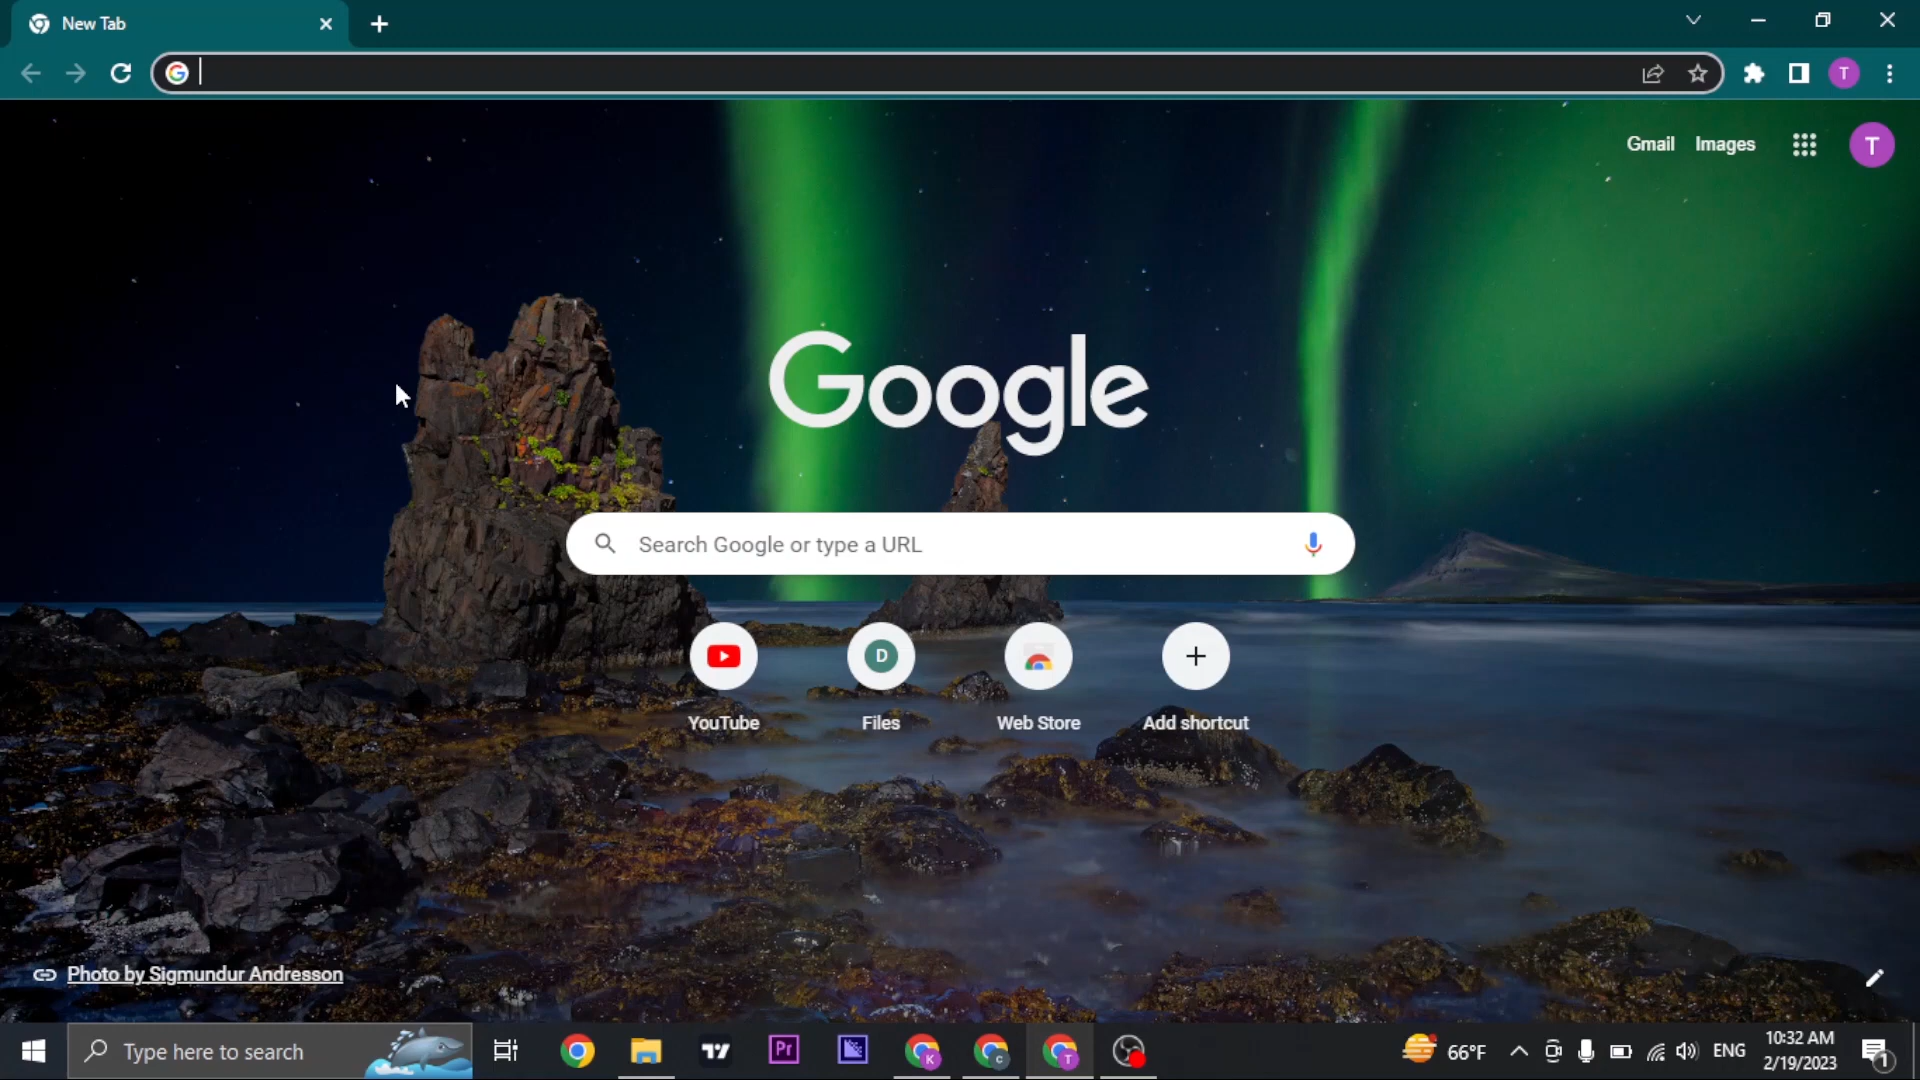 New Tab
Gmail Images
T
T
Google
Search Google or type a URL
D
YouTube
Files
Web Store
Add shortcut
Photo by Sigmundur Andresson
Type here to search
Pr
K
c
T
66°F
ENG
10:32 AM
2/19/2023
1